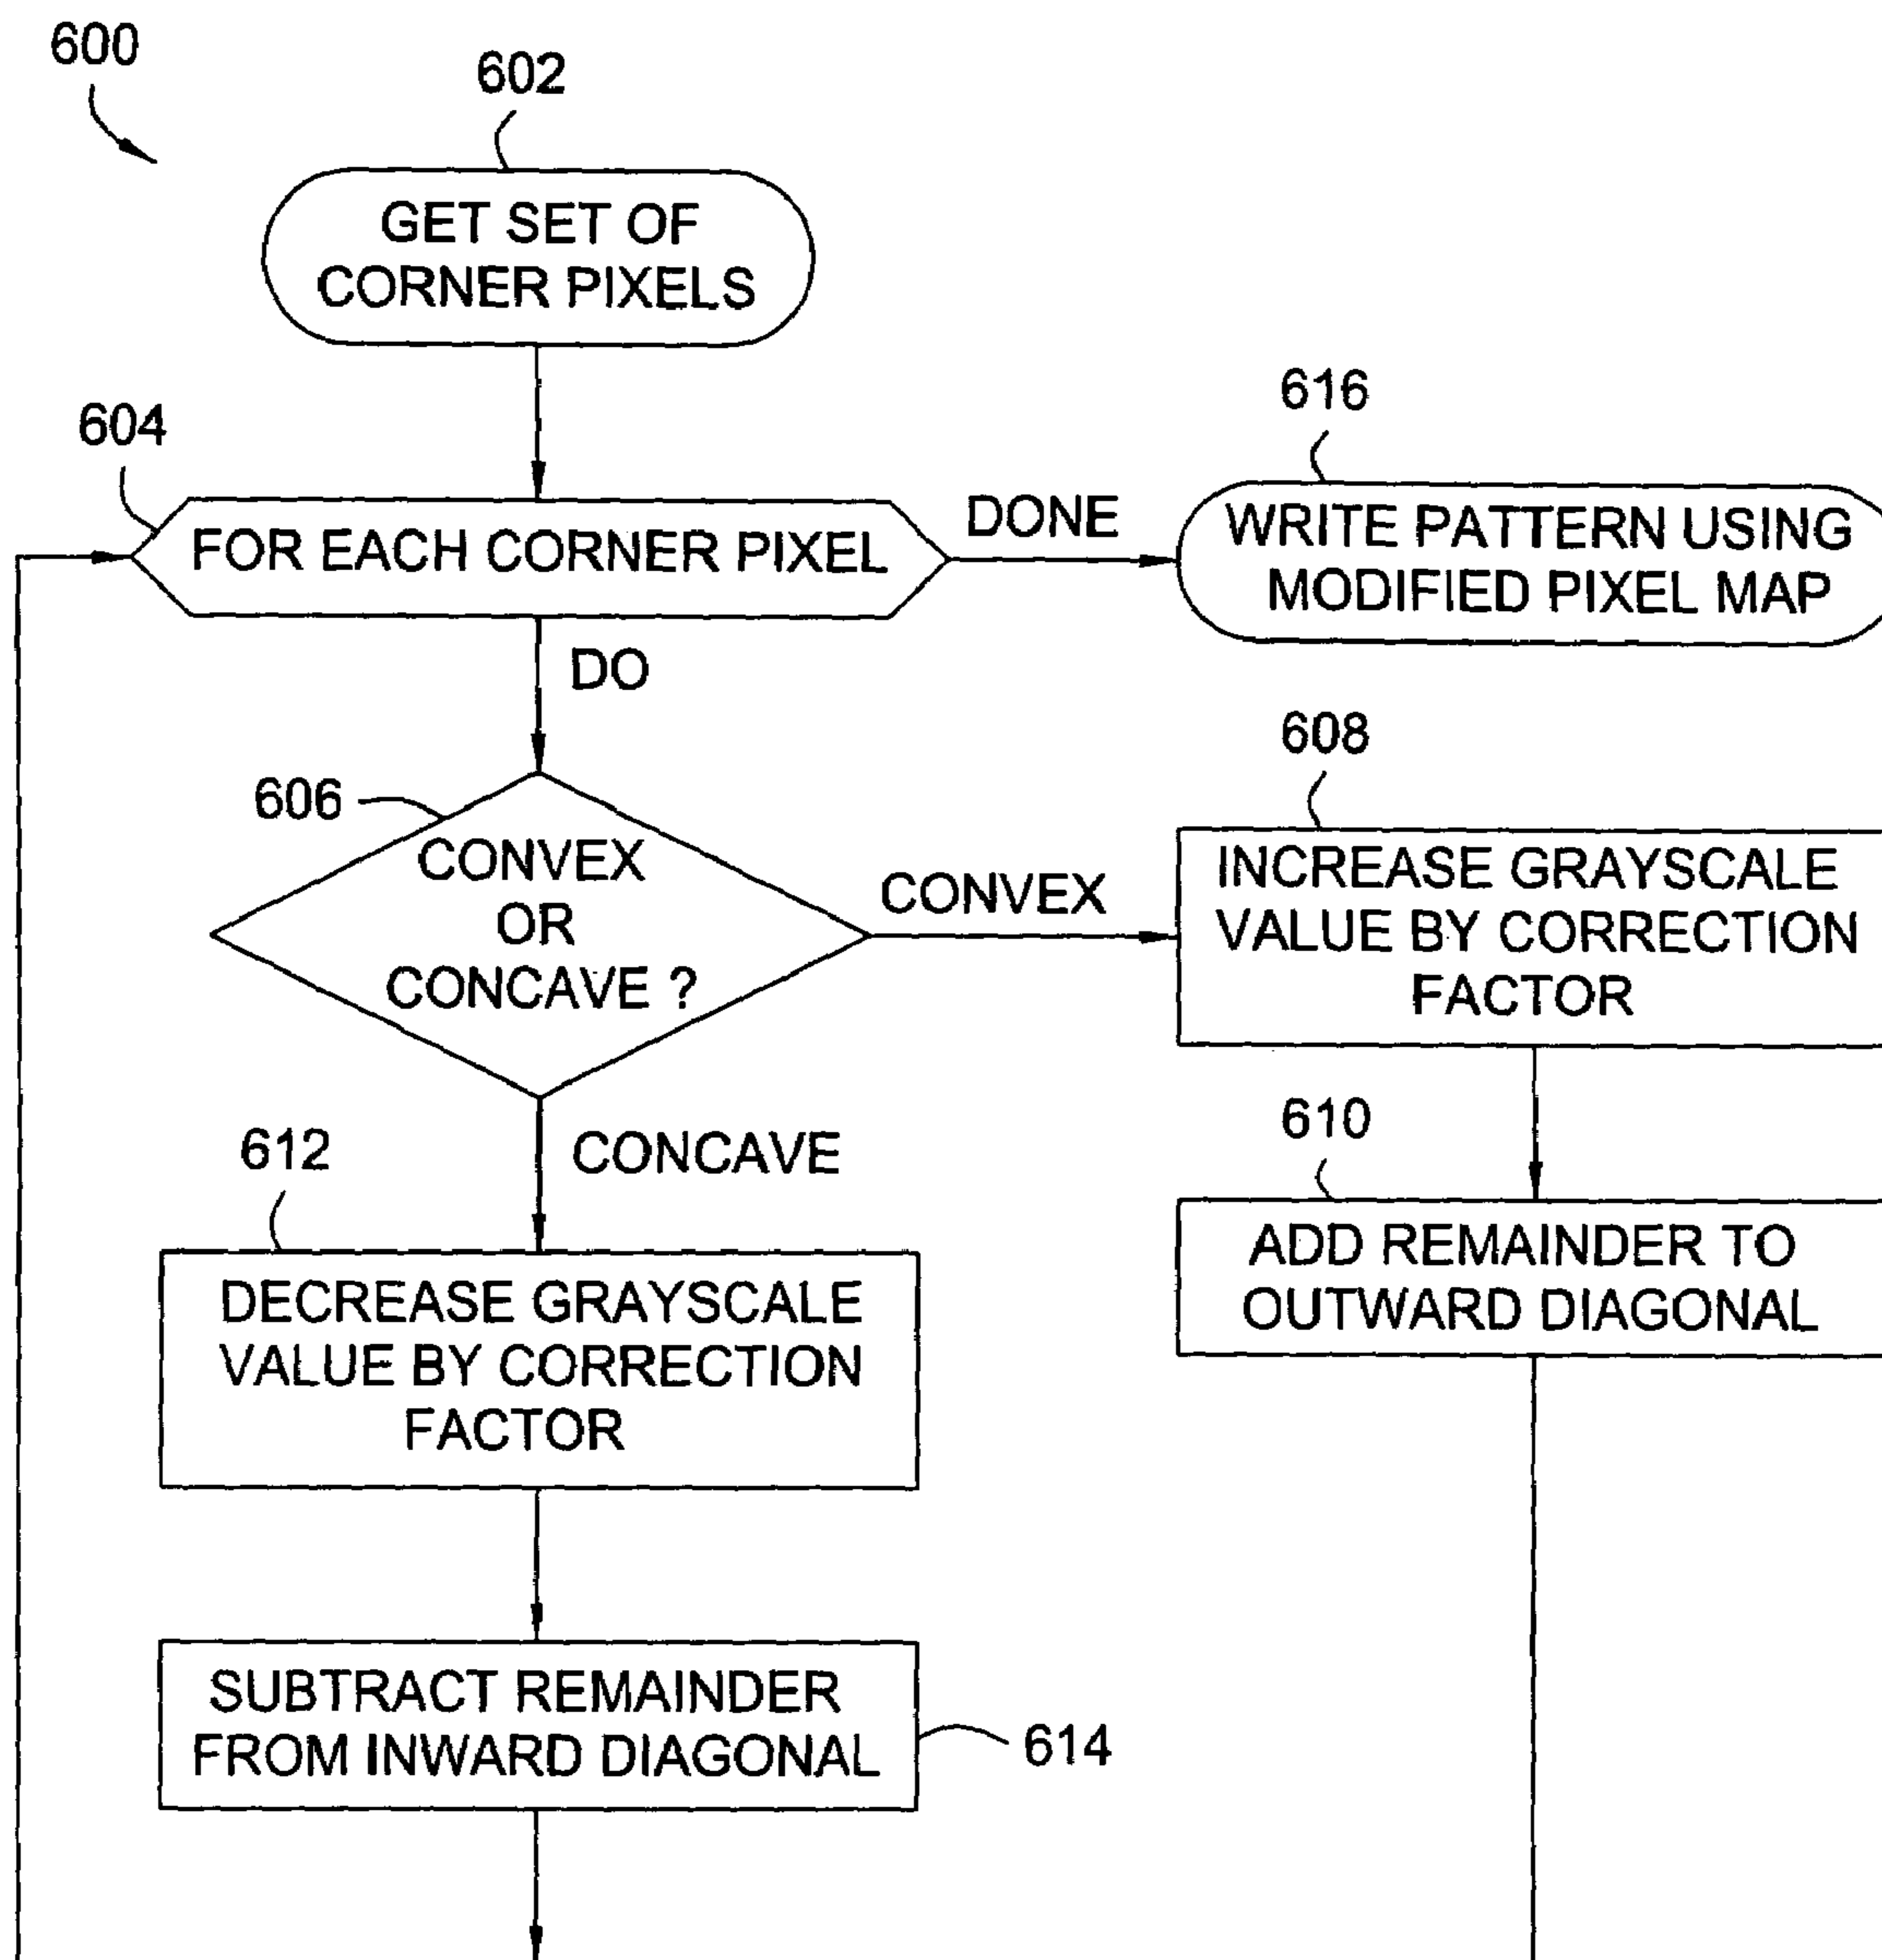 600
602
GET SET OF
CORNER PIXELS
604
FOR EACH CORNER PIXEL
DONE
616
WRITE PATTERN USING
MODIFIED PIXEL MAP
DO
606
CONVEX
OR
CONCAVE ?
CONVEX
608
INCREASE GRAYSCALE
VALUE BY CORRECTION
FACTOR
610
ADD REMAINDER TO
OUTWARD DIAGONAL
CONCAVE
612
DECREASE GRAYSCALE
VALUE BY CORRECTION
FACTOR
SUBTRACT REMAINDER
FROM INWARD DIAGONAL
614